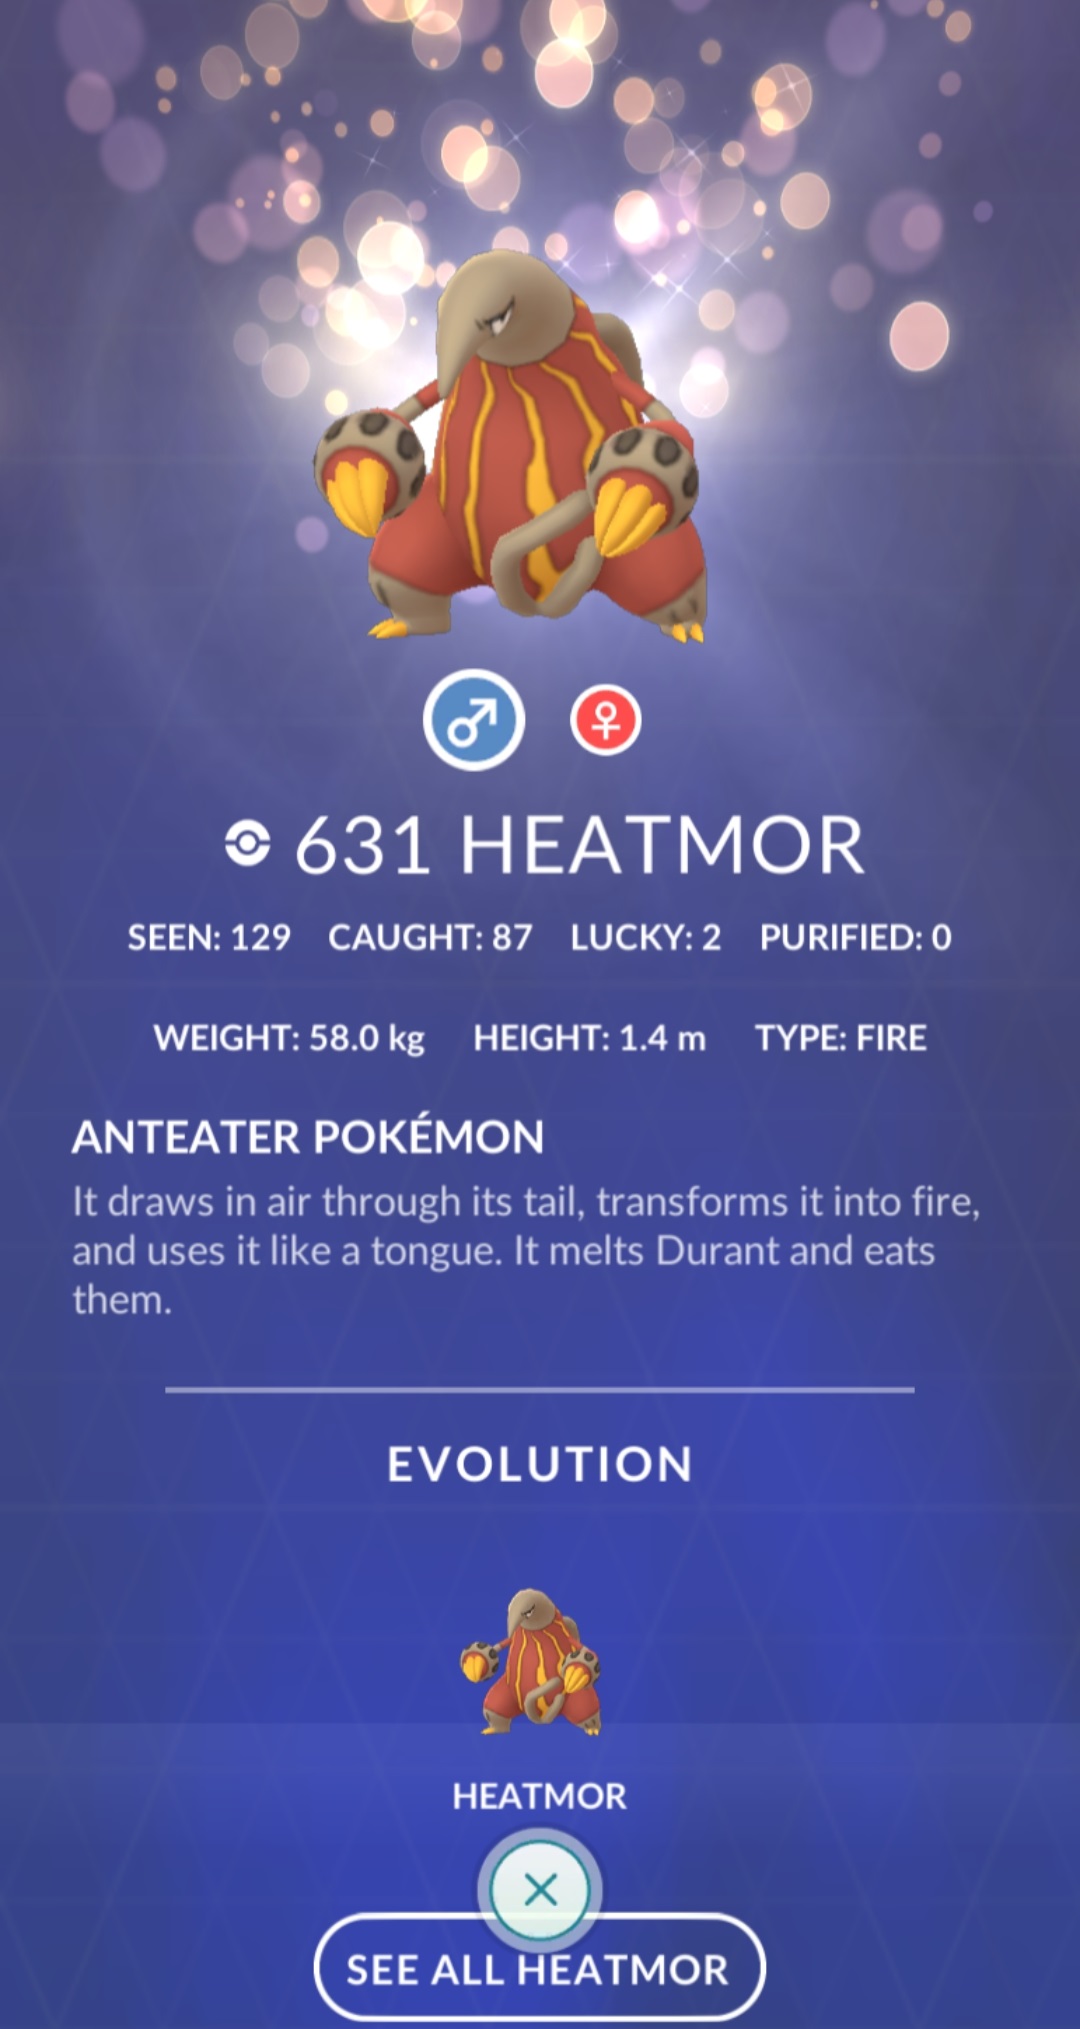 631 HEATMOR
SEEN: 129 CAUGHT: 87 LUCKY: 2 PURIFIED: 0
WEIGHT: 58.0 kg HEIGHT: 1.4 m TYPE: FIRE
ANTEATER POKÉMON
It draws in air through its tail, transforms it into fire,
and uses it like a tongue. It melts Durant and eats
them.
EVOLUTION
HEATMOR
SEE ALL HEATMOR